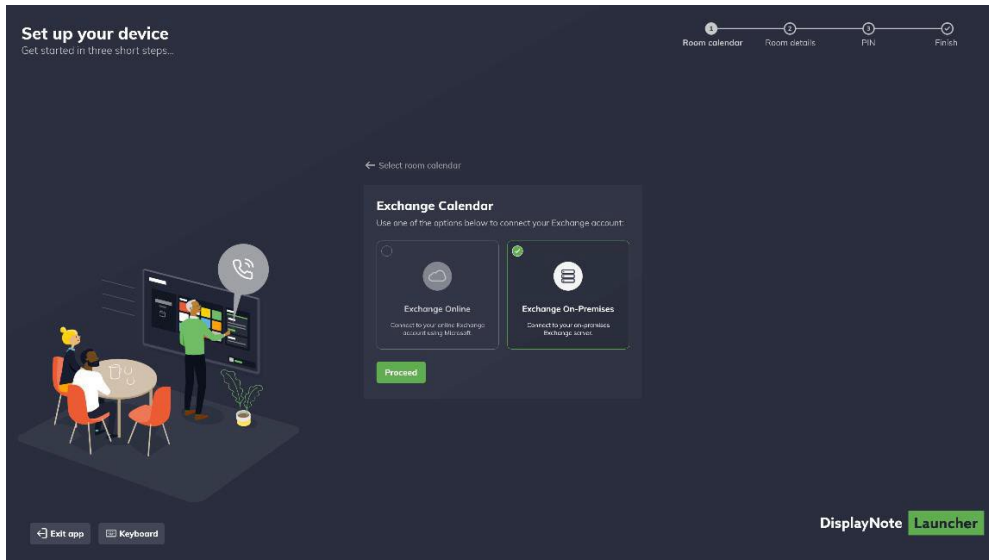 Set up your device
Get started in three short steps...
1
2
3
Room calendar
Room details
PIN
Finish
← Select room calendar
Exchange Calendar
Use one of the options below to connect your Exchange account:
Exchange Online
Exchange On-Premises
Connect to your online Exchange
account using Microsoft.
Connect to your on-premises
Exchange server.
Proceed
Exit app
Keyboard
DisplayNote Launcher